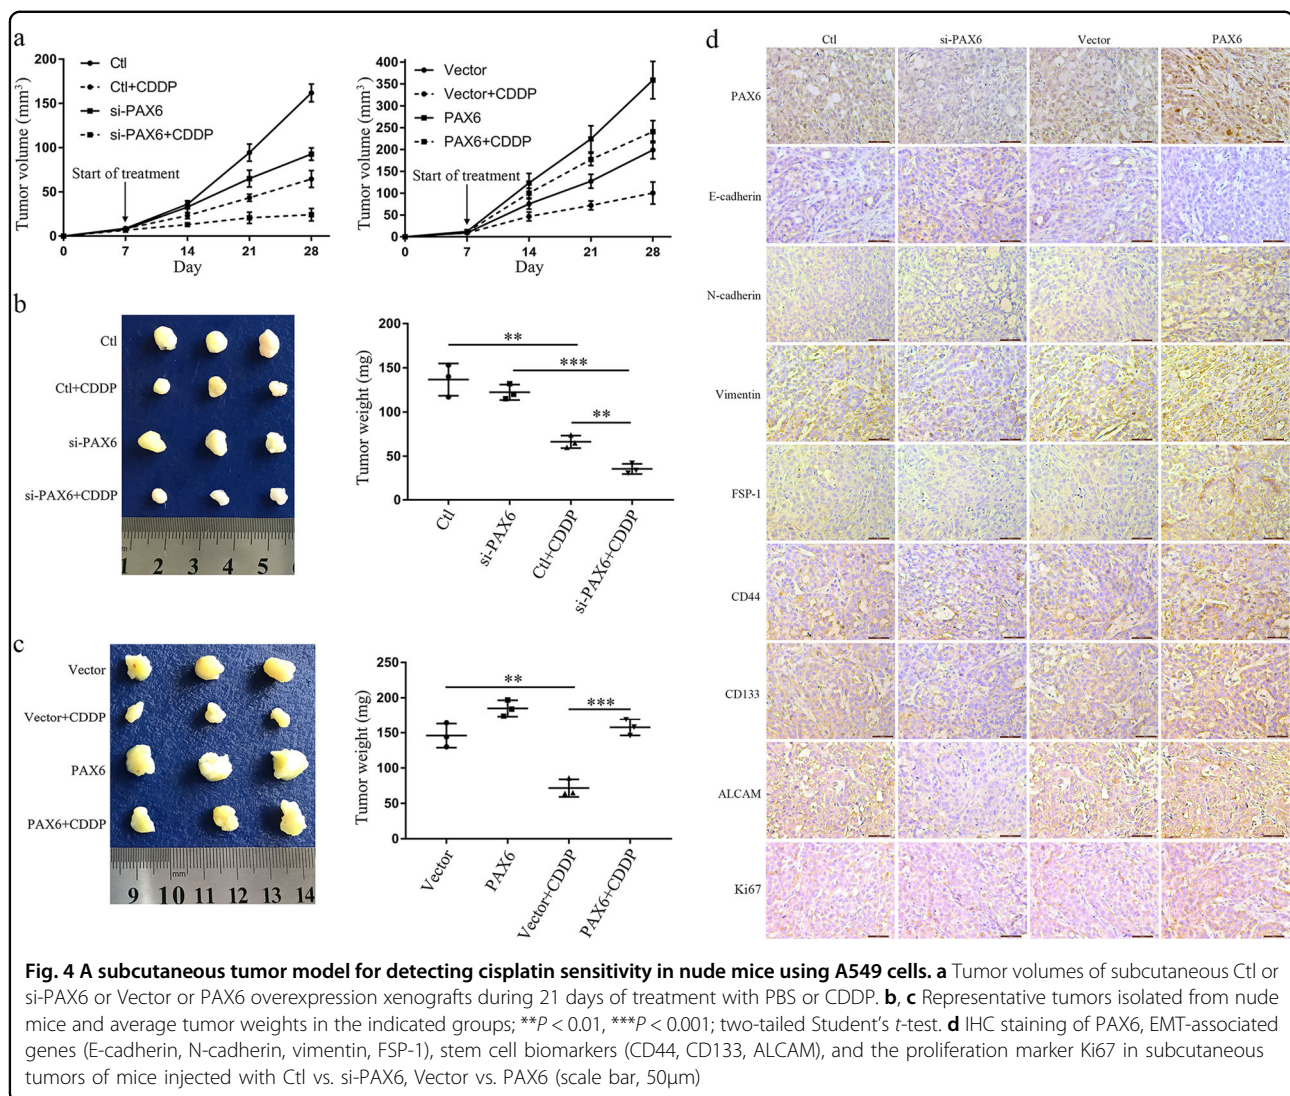 a
200
150
100
50
0
Tumor volume (mm³)
Ctl
Ctl+CDDP
si-PAX6
si-PAX6+CDDP
Start of treatment
0 7 14 21 28
Day
400
350
300
250
200
150
100
50
0
Tumor volume (mm³)
Vector
Vector+CDDP
PAX6
PAX6+CDDP
Start of treatment
0 7 14 21 28
Day
b
Ctl
Ctl+CDDP
si-PAX6
si-PAX6+CDDP
1 2 3 4 5
200
150
100
50
0
Tumor weight (mg)
**
***
**
Ctl
si-PAX6
Ctl+CDDP
si-PAX6+CDDP
c
Vector
Vector+CDDP
PAX6
PAX6+CDDP
mm
9 10 11 12 13 14
250
200
150
100
50
0
Tumor weight (mg)
**
***
Vector
PAX6
Vector+CDDP
PAX6+CDDP
d
Ctl si-PAX6 Vector PAX6
PAX6
E-cadherin
N-cadherin
Vimentin
FSP-1
CD44
CD133
ALCAM
Ki67
Fig. 4 A subcutaneous tumor model for detecting cisplatin sensitivity in nude mice using A549 cells. a Tumor volumes of subcutaneous Ctl or
si-PAX6 or Vector or PAX6 overexpression xenografts during 21 days of treatment with PBS or CDDP. b, c Representative tumors isolated from nude
mice and average tumor weights in the indicated groups; **P < 0.01, ***P < 0.001; two-tailed Student's t-test. d IHC staining of PAX6, EMT-associated
genes (E-cadherin, N-cadherin, vimentin, FSP-1), stem cell biomarkers (CD44, CD133, ALCAM), and the proliferation marker Ki67 in subcutaneous
tumors of mice injected with Ctl vs. si-PAX6, Vector vs. PAX6 (scale bar, 50μm)